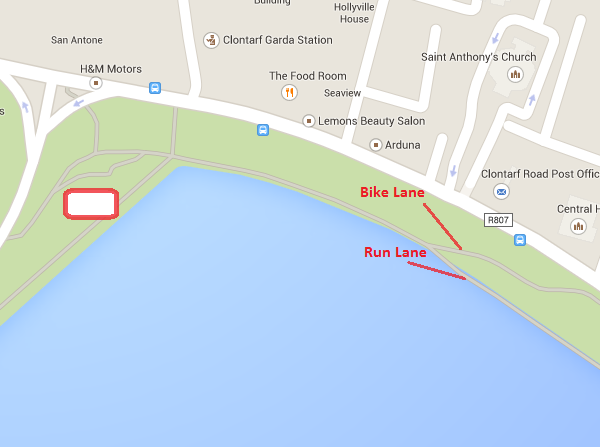 Building
Hollyville
House
San Antone
Clontarf Garda Station
Saint Anthony's Church
H&M Motors
The Food Room
Seaview
Lemons Beauty Salon
Arduna
Clontarf Road Post Offic
Bike Lane
R807
Central H
Run Lane